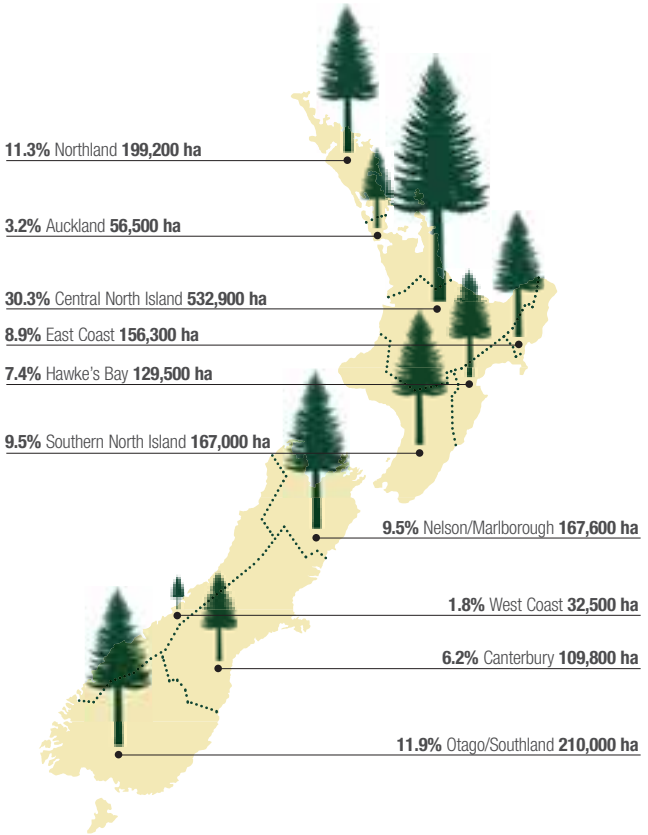 11.3% Northland 199,200 ha
3.2% Auckland 56,500 ha
30.3% Central North Island 532,900 ha
8.9% East Coast 156,300 ha
7.4% Hawke's Bay 129,500 ha
9.5% Southern North Island 167,000 ha
9.5% Nelson/Marlborough 167,600 ha
1.8% West Coast 32,500 ha
6.2% Canterbury 109,800 ha
11.9% Otago/Southland 210,000 ha